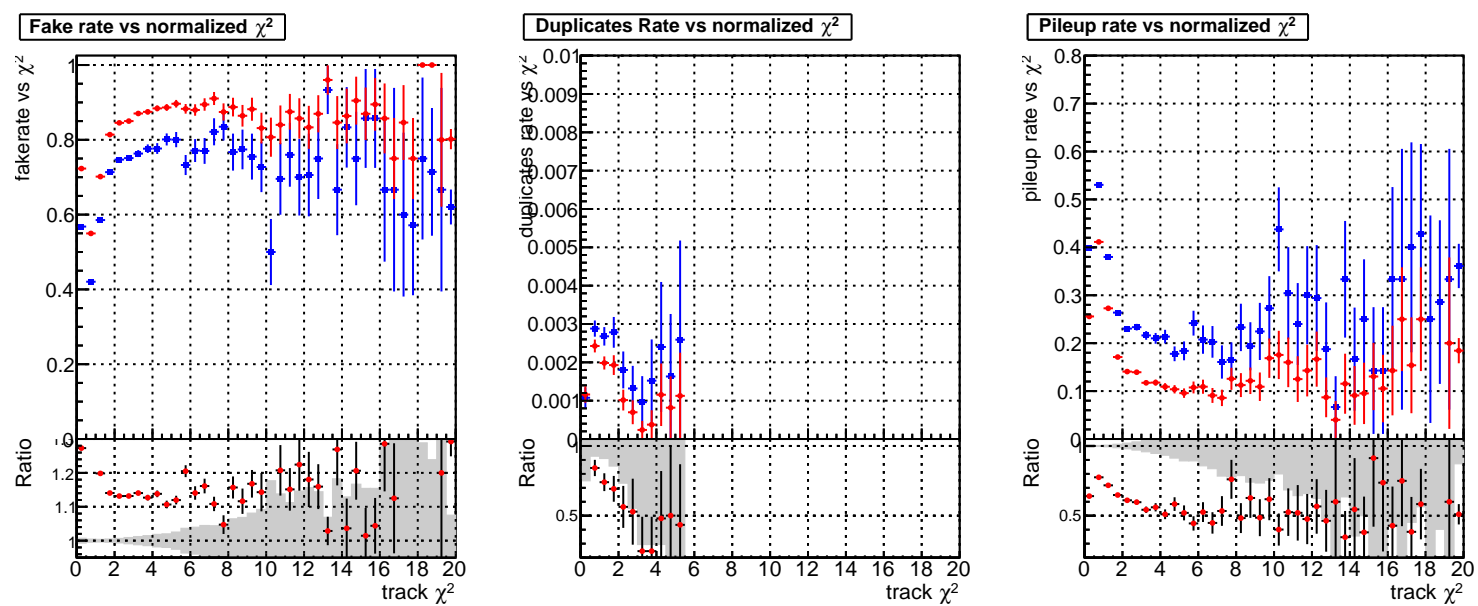 Fake rate vs normalized χ²
fakerate vs χ²
1
0.8
0.6
0.4
0.2
0
Ratio
1.2
1.1
1
0 2 4 6 8 10 12 14 16 18 20
track χ²
Duplicates Rate vs normalized χ²
duplicates rate vs χ²
0.01
0.009
0.008
0.007
0.006
0.005
0.004
0.003
0.002
0.001
0
Ratio
1
0.5
0 2 4 6 8 10 12 14 16 18 20
track χ²
Pileup rate vs normalized χ²
pileup rate vs χ²
0.8
0.7
0.6
0.5
0.4
0.3
0.2
0.1
0
Ratio
1
0.5
0 2 4 6 8 10 12 14 16 18 20
track χ²